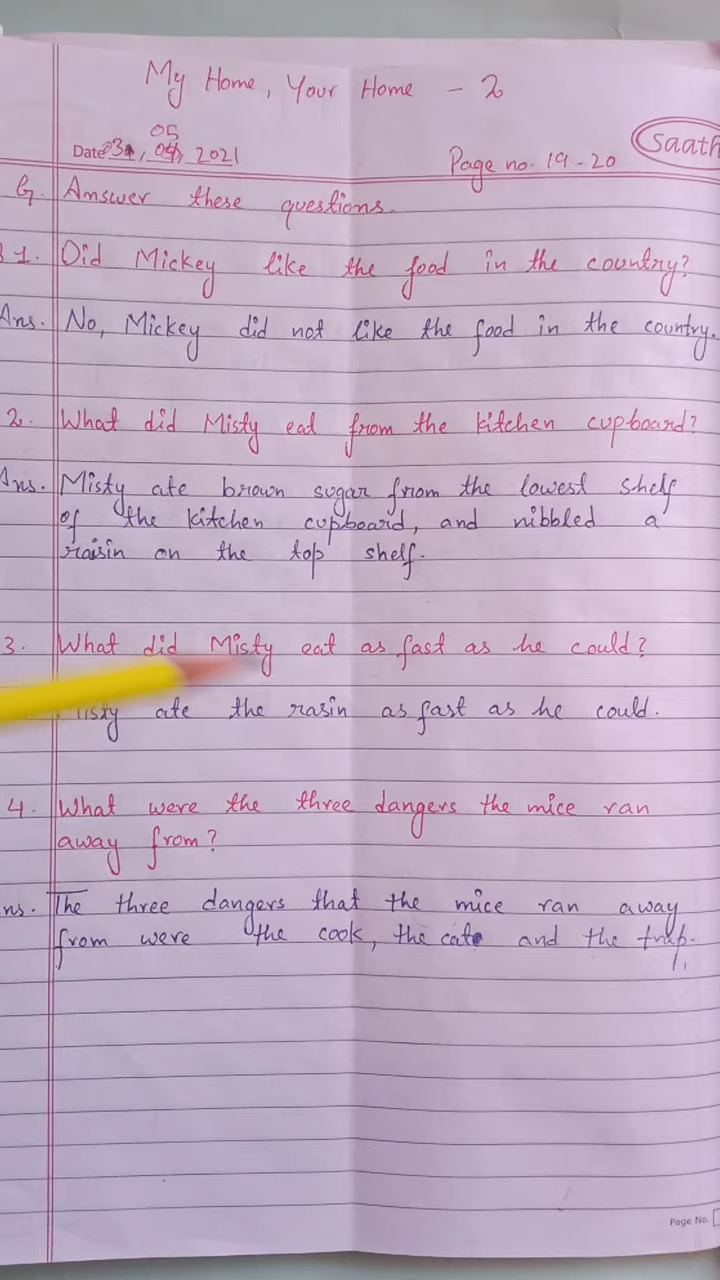 My Home, Your Home - 2
05
Date 3 , 2021
Saath
Page no. 19-20
G. Answer these questions.
1. Did Mickey like the food in the country?
Ans. No, Mickey did not like the food in the country.
2. What did Misty eat from the kitchen cupboard?
Ans. Misty ate brown sugar from the lowest shelf
of the kitchen cupboard, and nibbled a
raisin on the top shelf.
3. What did Misty eat as fast as he could?
Misty ate the rasin as fast as he could.
4. What were the three dangers the mice ran
away from?
ns. The three dangers that the mice ran away
from were the cook, the cat and the trap.
Page No.